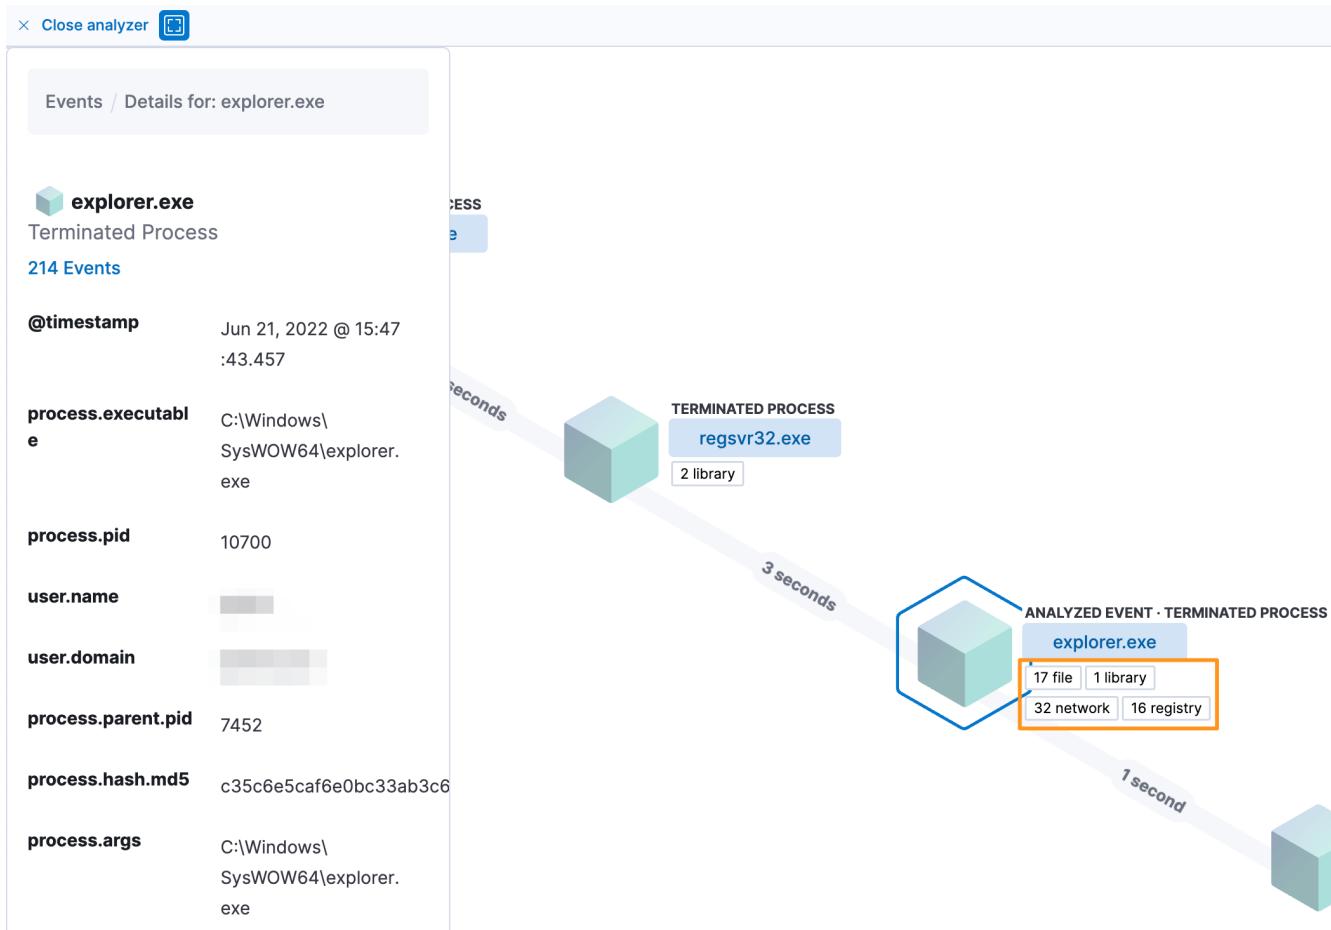 Close analyzer
Events / Details for: explorer.exe
explorer.exe
Terminated Process
214 Events
@timestamp
Jun 21, 2022 @ 15:47
:43.457
process.executabl
e
C:\Windows\
SysWOW64\explorer.
exe
process.pid
10700
user.name
user.domain
process.parent.pid
7452
process.hash.md5
c35c6e5caf6e0bc33ab3c6
process.args
C:\Windows\
SysWOW64\explorer.
exe
CESS
e
seconds
TERMINATED PROCESS
regsvr32.exe
2 library
3 seconds
ANALYZED EVENT · TERMINATED PROCESS
explorer.exe
17 file 1 library
32 network 16 registry
1 second